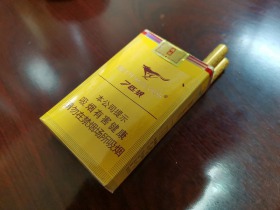 七匹狼
本公司提示
吸烟有害健康
请勿在禁烟场所吸烟